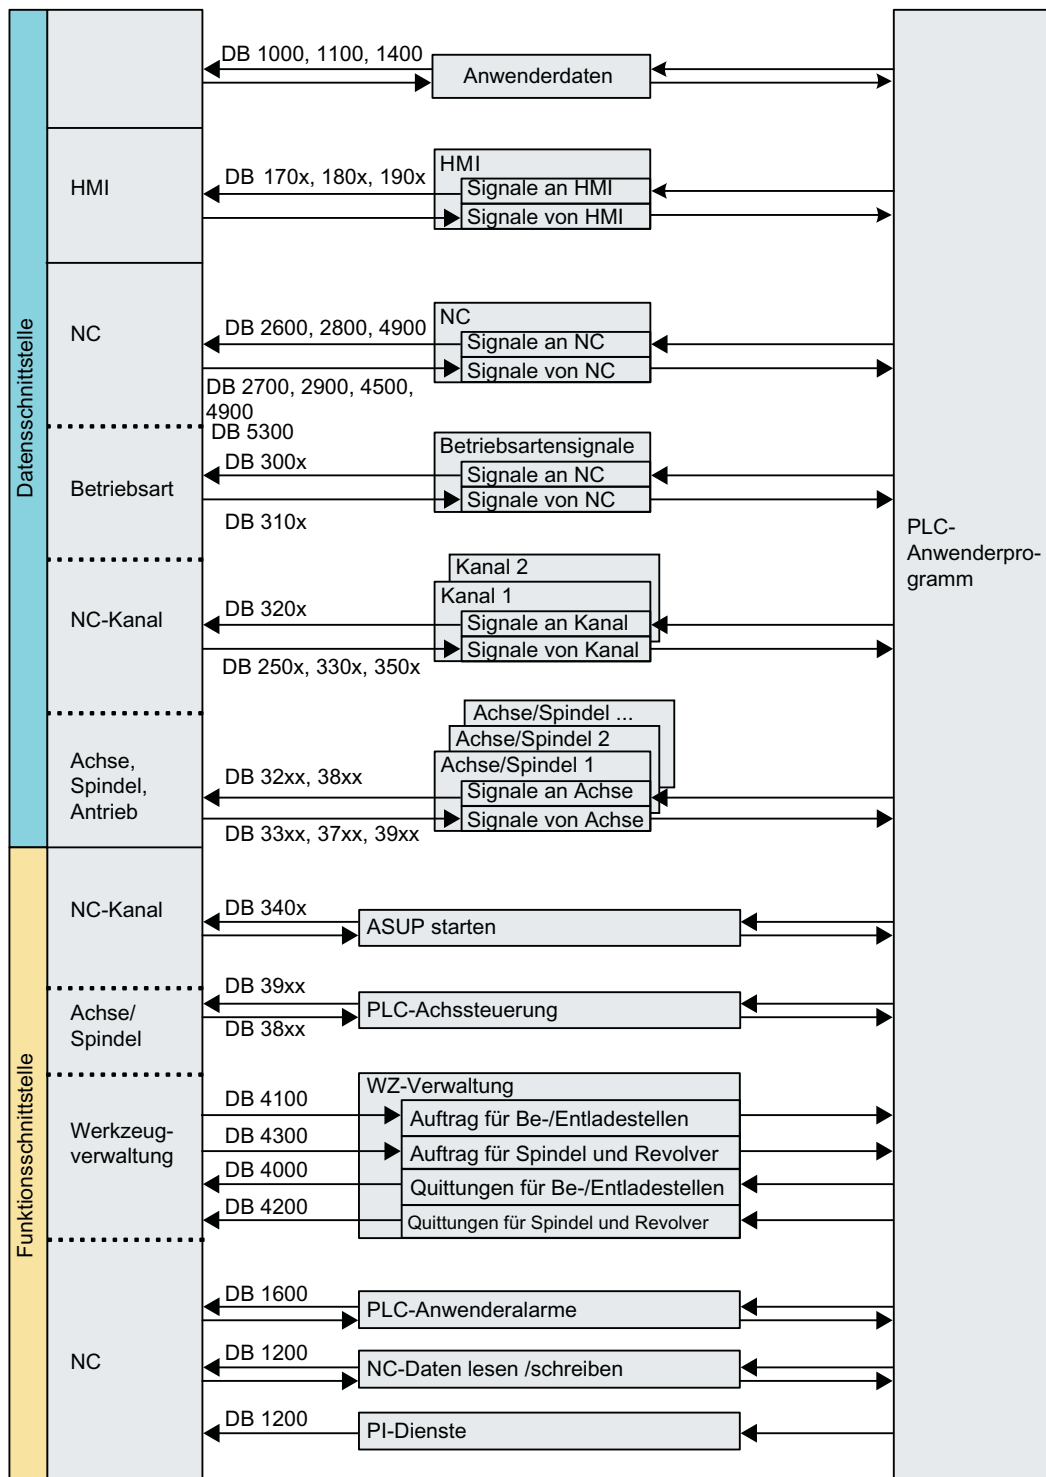 Datensschnittstelle
DB 1000, 1100, 1400
Anwenderdaten
HMI
DB 170x, 180x, 190x
HMI
Signale an HMI
Signale von HMI
NC
DB 2600, 2800, 4900
NC
Signale an NC
Signale von NC
DB 2700, 2900, 4500,
4900
DB 5300
Betriebsart
DB 300x
Betriebsartensignale
Signale an NC
Signale von NC
DB 310x
PLC-
Anwenderpro-
gramm
NC-Kanal
DB 320x
Kanal 2
Kanal 1
Signale an Kanal
Signale von Kanal
DB 250x, 330x, 350x
Achse,
Spindel,
Antrieb
DB 32xx, 38xx
Achse/Spindel ...
Achse/Spindel 2
Achse/Spindel 1
Signale an Achse
Signale von Achse
DB 33xx, 37xx, 39xx
Funktionsschnittstelle
NC-Kanal
DB 340x
ASUP starten
Achse/
Spindel
DB 39xx
PLC-Achssteuerung
DB 38xx
Werkzeug-
verwaltung
WZ-Verwaltung
DB 4100
Auftrag für Be-/Entladestellen
DB 4300
Auftrag für Spindel und Revolver
DB 4000
Quittungen für Be-/Entladestellen
DB 4200
Quittungen für Spindel und Revolver
NC
DB 1600
PLC-Anwenderalarme
DB 1200
NC-Daten lesen /schreiben
DB 1200
PI-Dienste